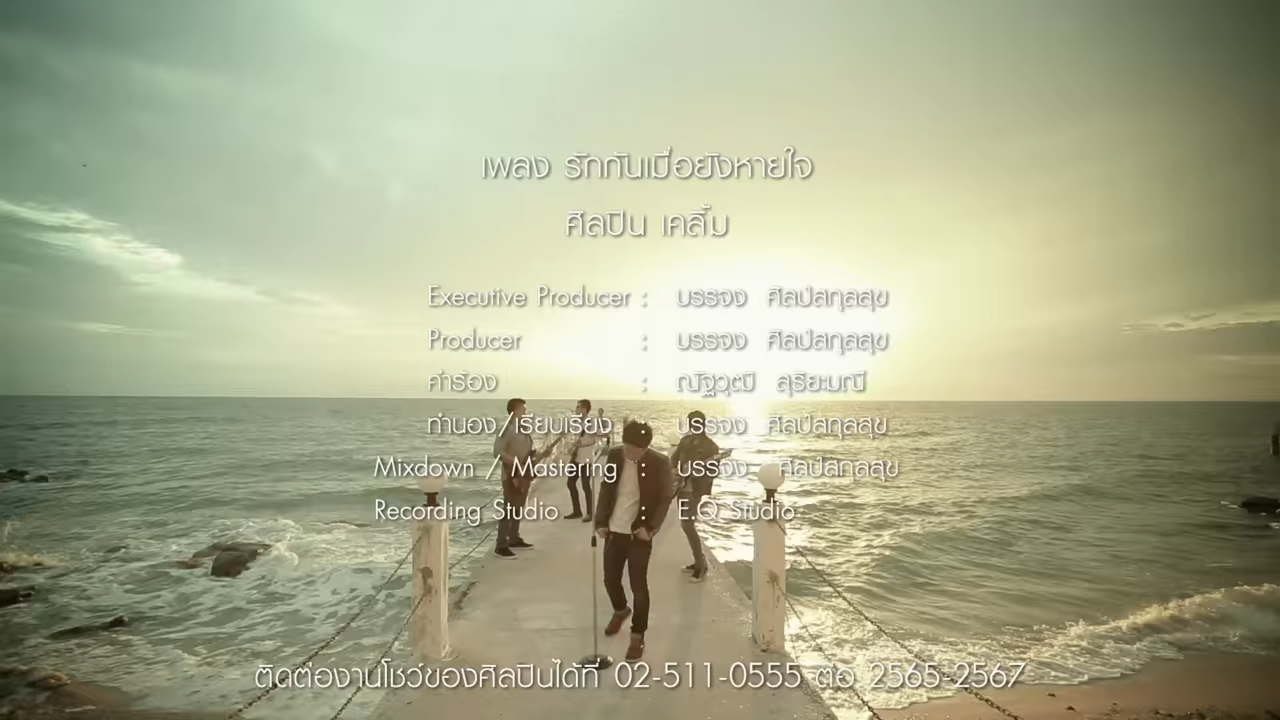 เพลง รักกันเมื่อยังหายใจ
ศิลปิน เคลิ้ม
Executive Producer : บรรจง ศิลป์สกุลสุข
Producer : บรรจง ศิลป์สกุลสุข
คำร้อง : ณัฐวุฒิ สุริยะมณี
ทำนอง/เรียบเรียง : บรรจง ศิลป์สกุลสุข
Mixdown / Mastering : บรรจง ศิลป์สกุลสุข
Recording Studio : E.Q Studio
ติดต่องานโชว์ของศิลปินได้ที่ 02-511-0555 ต่อ 2565-2567